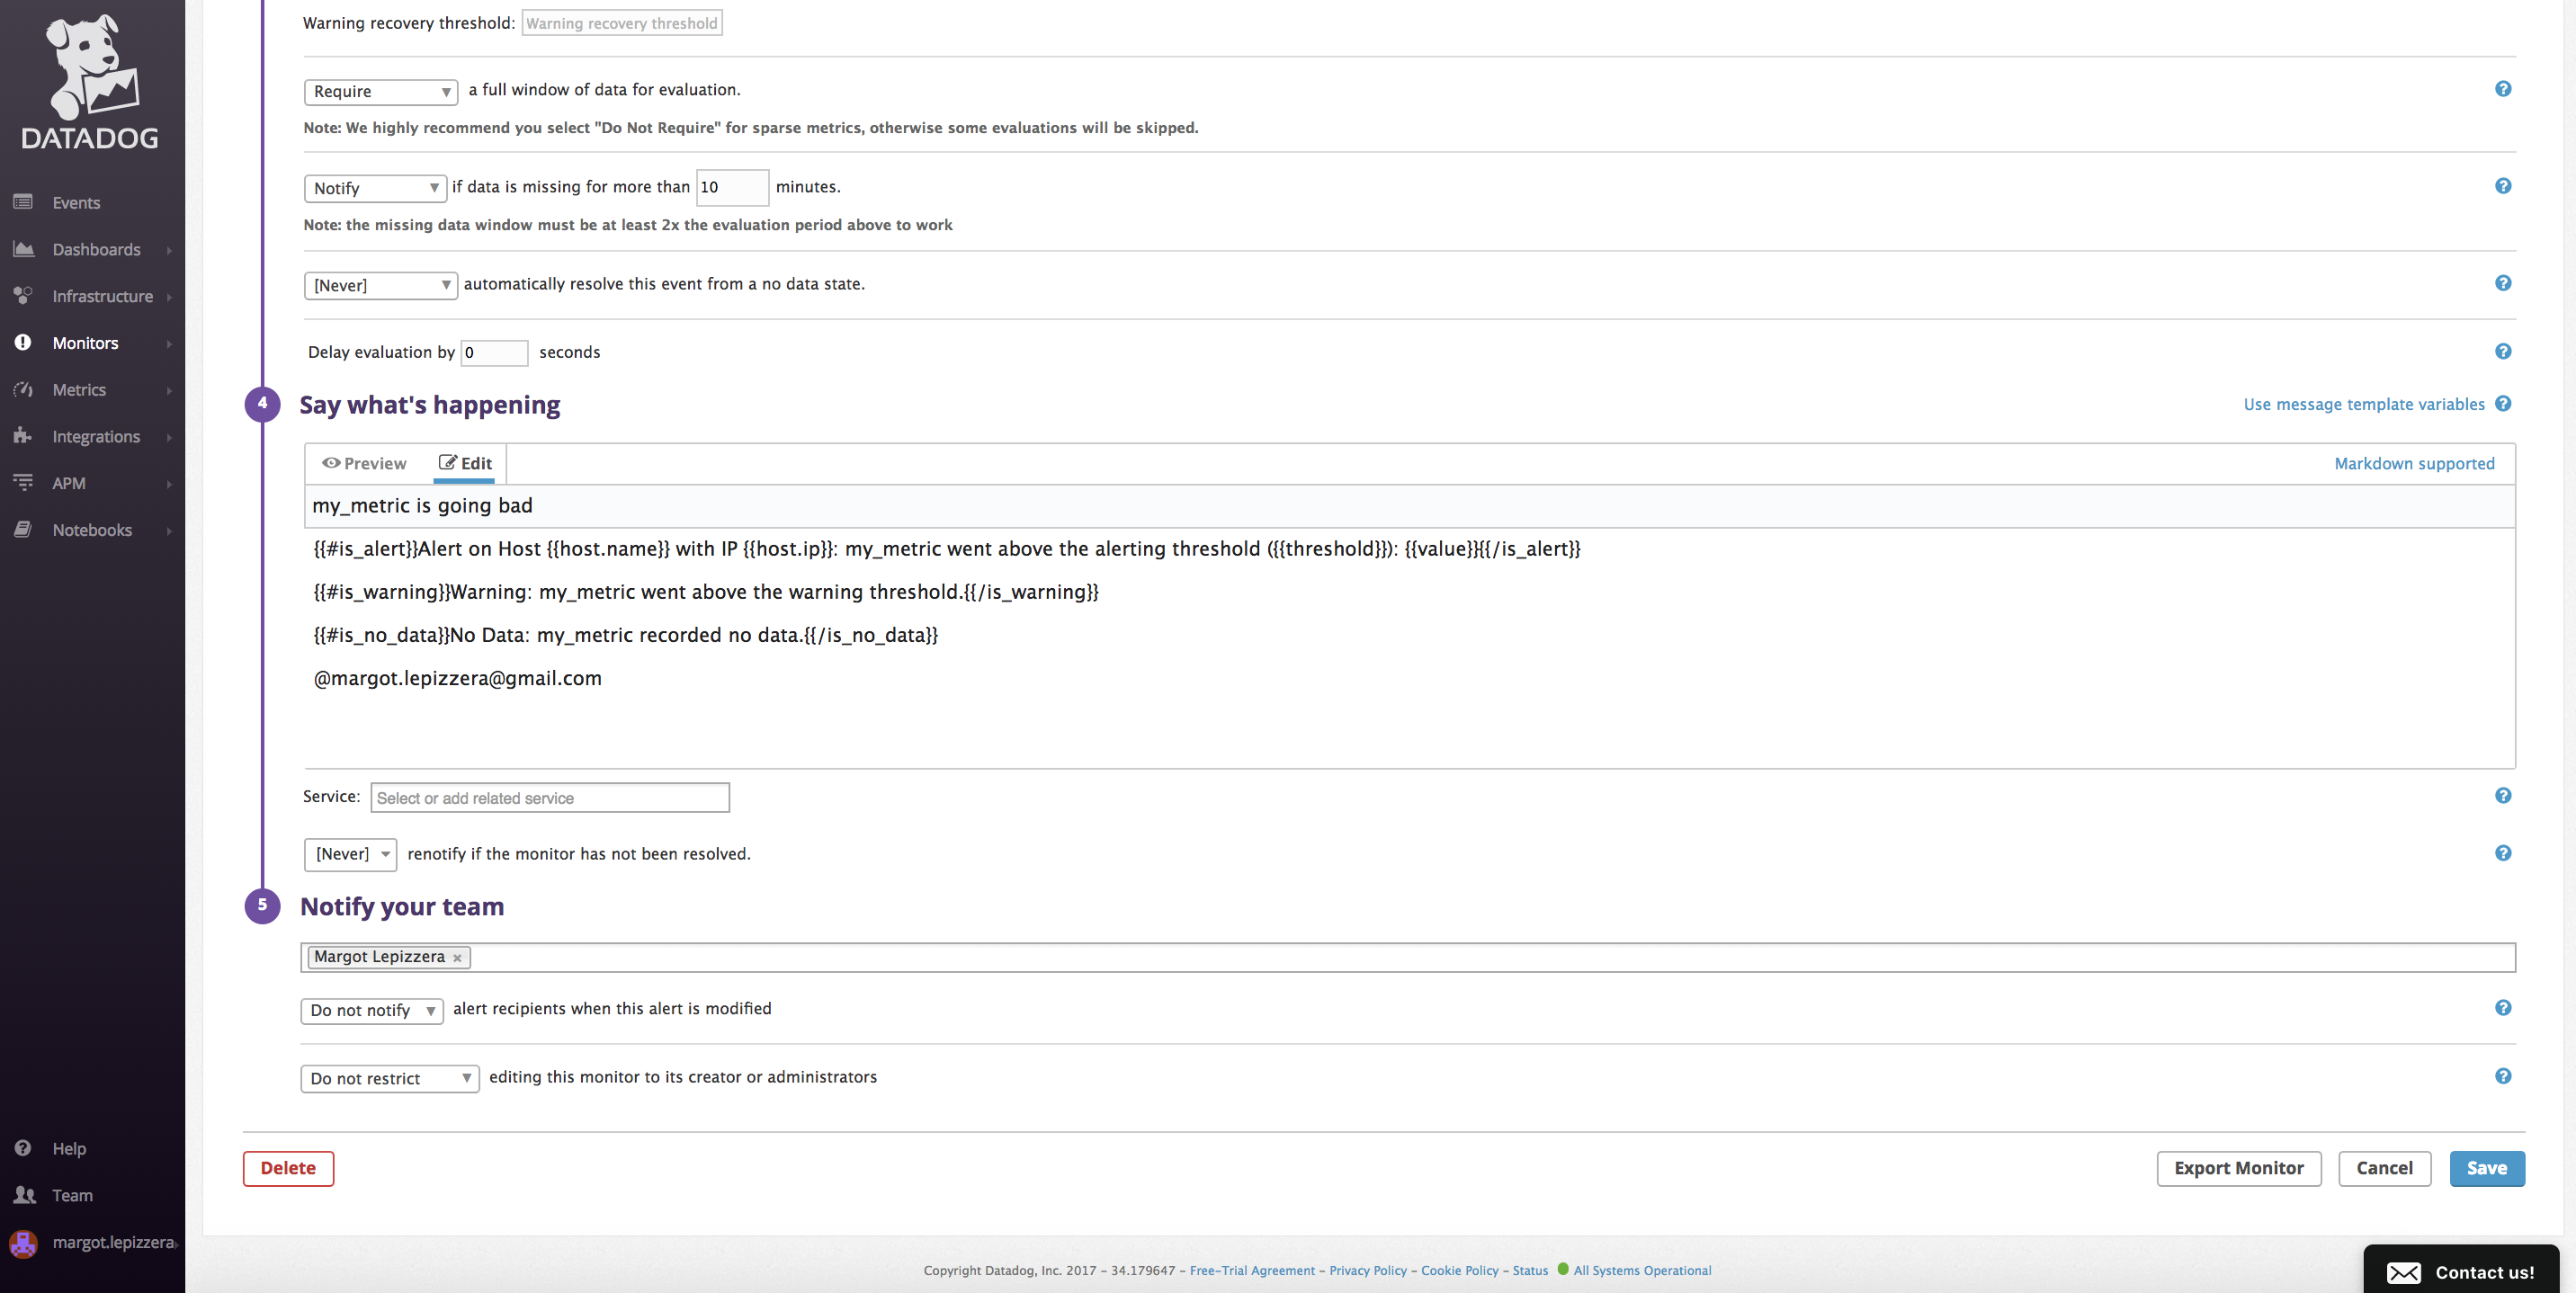 DATADOG
Events
Dashboards
Infrastructure
Monitors
Metrics
Integrations
APM
Notebooks
Help
Team
margot.lepizzera
Warning recovery threshold: Warning recovery threshold
Require a full window of data for evaluation.
Note: We highly recommend you select "Do Not Require" for sparse metrics, otherwise some evaluations will be skipped.
Notify if data is missing for more than 10 minutes.
Note: the missing data window must be at least 2x the evaluation period above to work
[Never] automatically resolve this event from a no data state.
Delay evaluation by 0 seconds
4 Say what's happening Use message template variables
Preview Edit Markdown supported
my_metric is going bad
{{#is_alert}}Alert on Host {{host.name}} with IP {{host.ip}}: my_metric went above the alerting threshold ({{threshold}}): {{value}}{{/is_alert}}
{{#is_warning}}Warning: my_metric went above the warning threshold.{{/is_warning}}
{{#is_no_data}}No Data: my_metric recorded no data.{{/is_no_data}}
@margot.lepizzera@gmail.com
Service: Select or add related service
[Never] renotify if the monitor has not been resolved.
5 Notify your team
Margot Lepizzera ×
Do not notify alert recipients when this alert is modified
Do not restrict editing this monitor to its creator or administrators
Delete Export Monitor Cancel Save
Copyright Datadog, Inc. 2017 – 34.179647 – Free-Trial Agreement – Privacy Policy – Cookie Policy – Status All Systems Operational
Contact us!